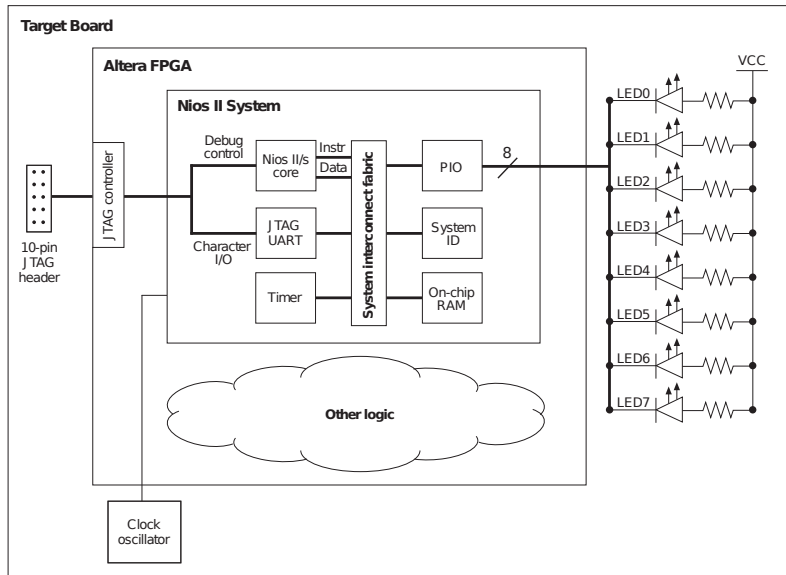 Target Board
Altera FPGA
VCC
Nios II System
LED0
Debug
control
Nios II/s
core
Instr
Data
PIO
8
LED1
JTAG controller
System interconnect fabric
LED2
10-pin
JTAG
header
Character
I/O
JTAG
UART
System
ID
LED3
Timer
On-chip
RAM
LED4
LED5
LED6
Other logic
LED7
Clock
oscillator